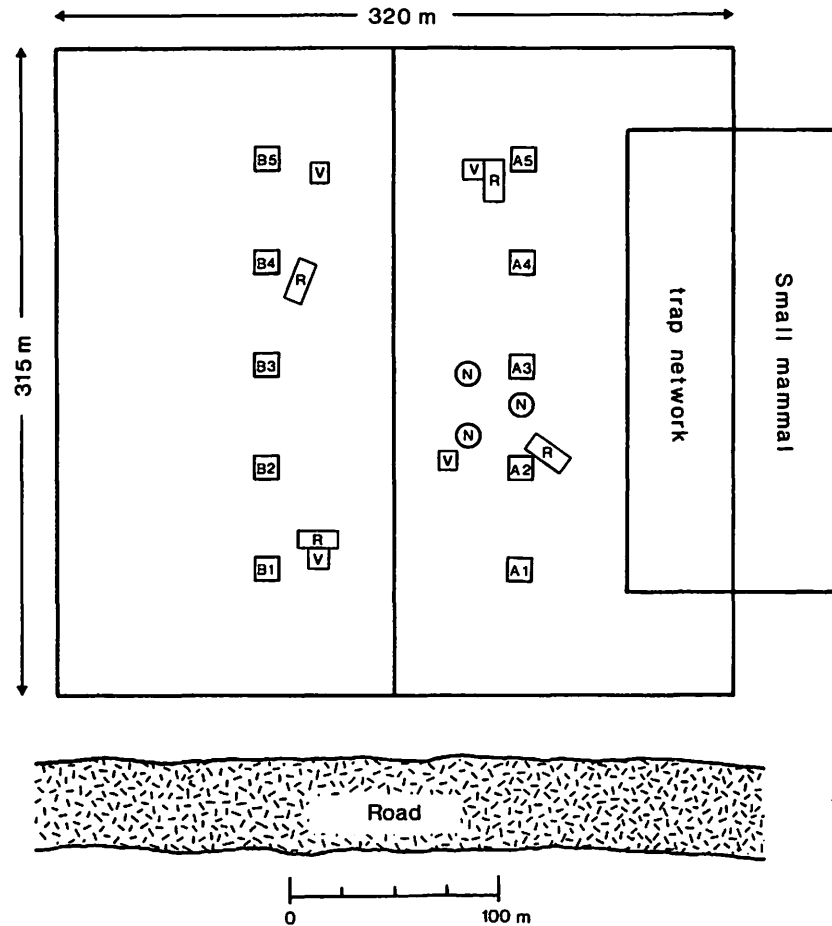 320 m
315 m
B5
V
V
R
A5
B4
R
A4
B3
N
A3
N
N
B2
V
A2
R
R
V
B1
A1
trap network
Small mammal
Road
0
100 m